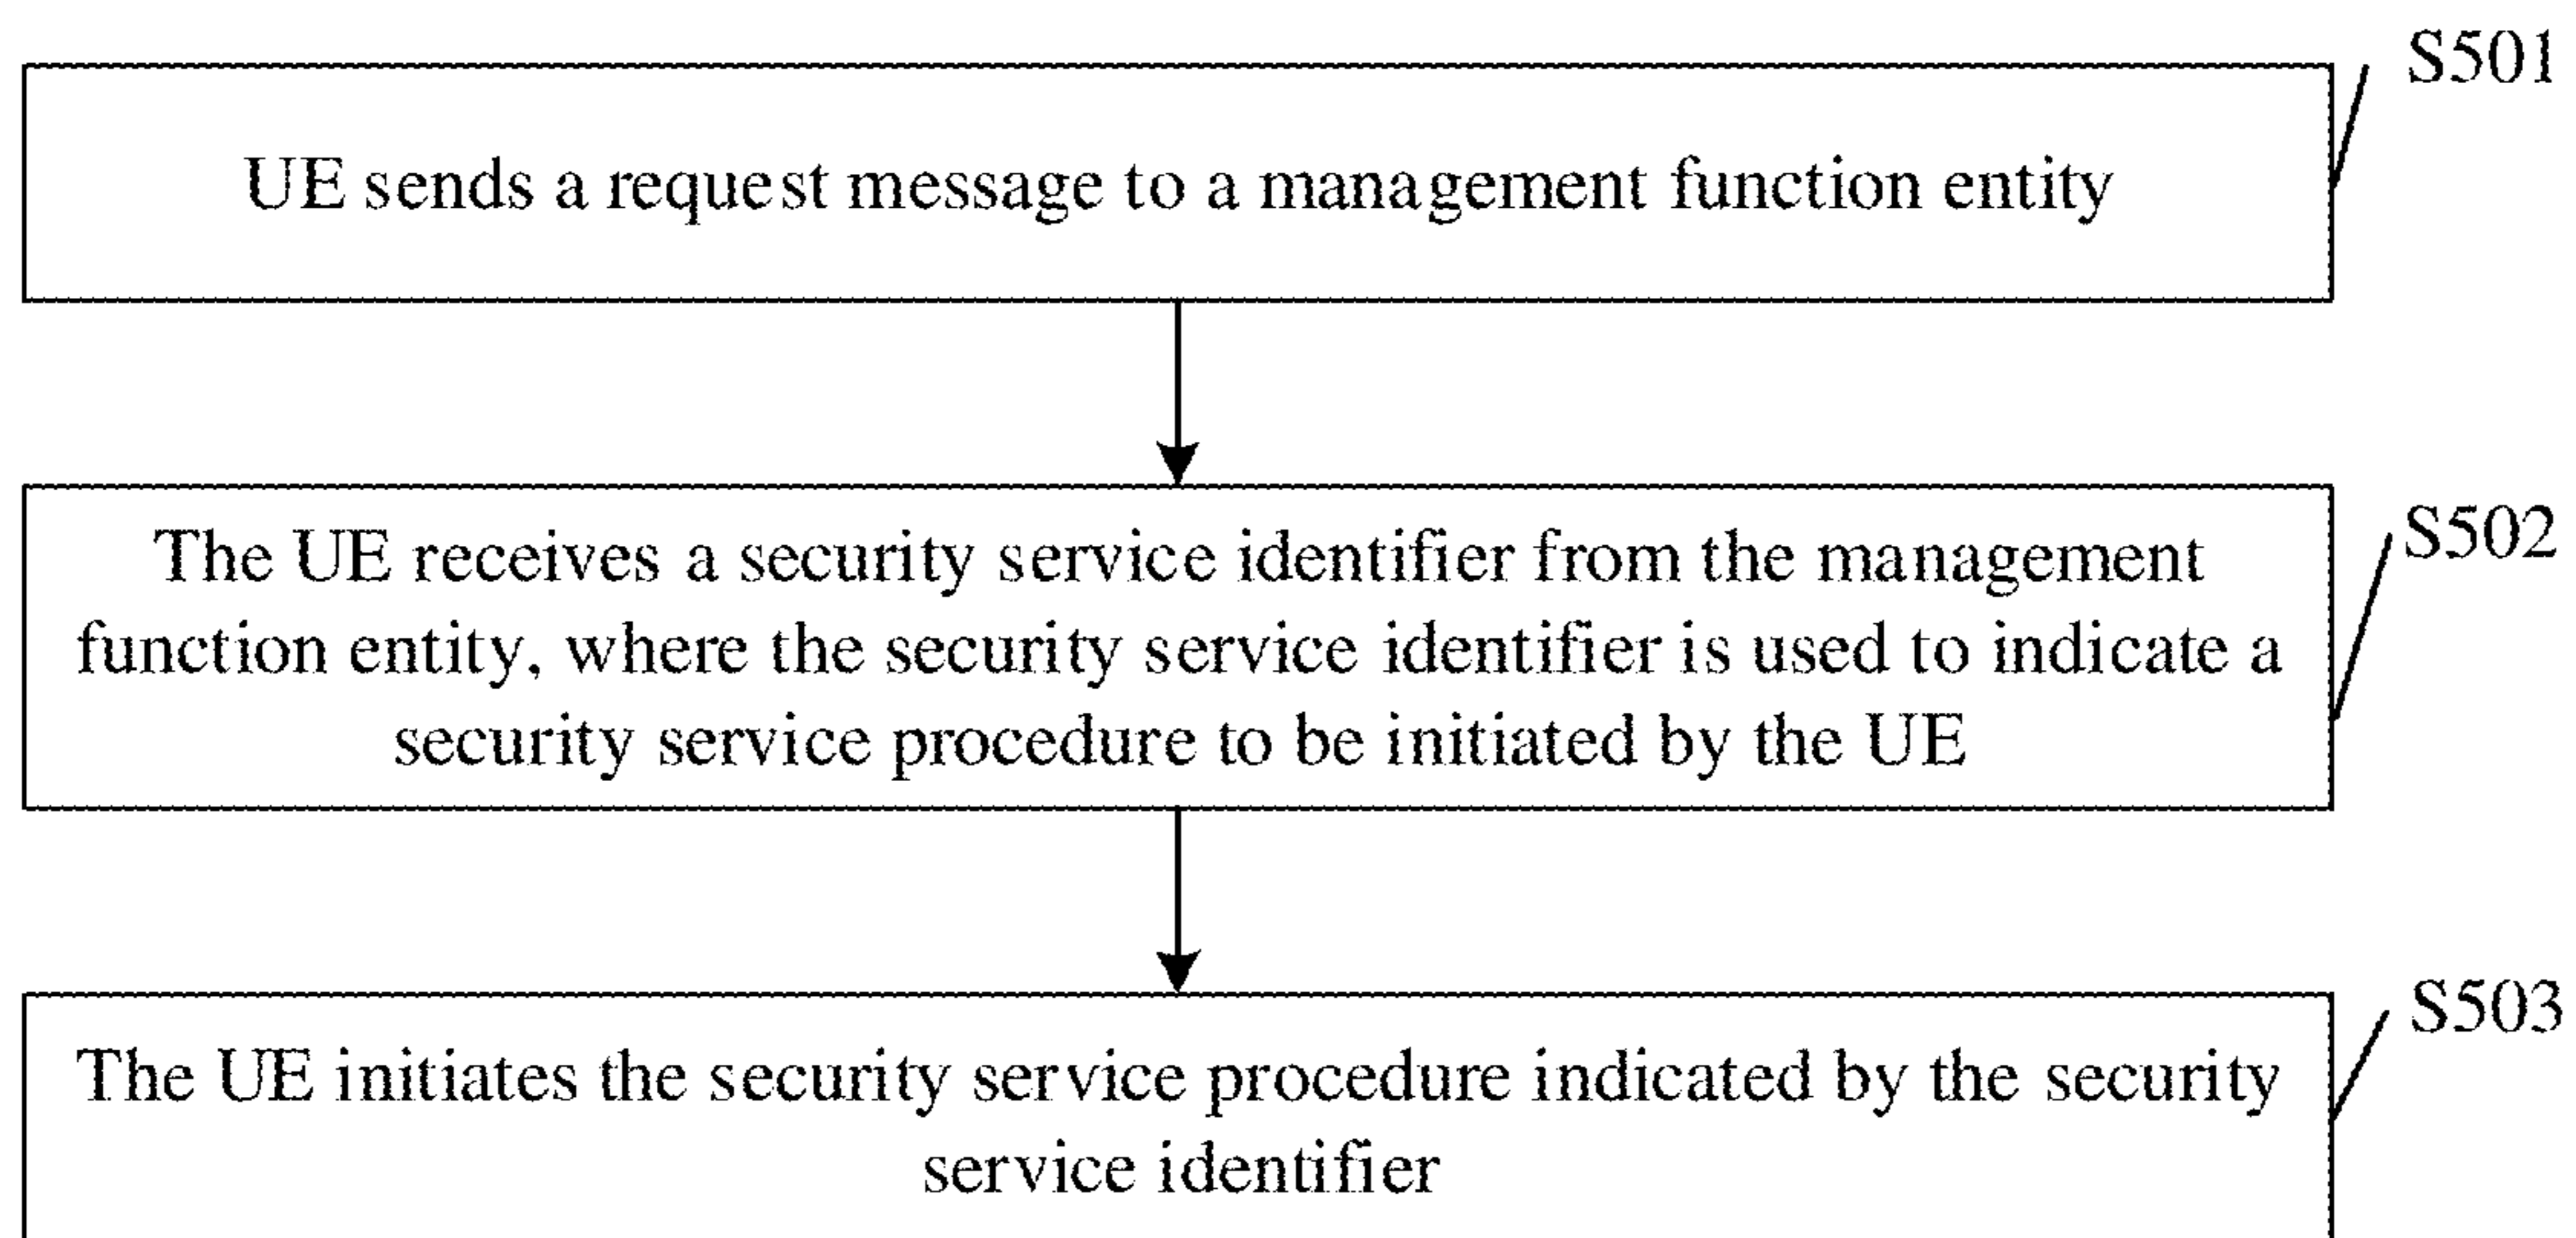 S501
UE sends a request message to a management function entity
S502
The UE receives a security service identifier from the management
function entity, where the security service identifier is used to indicate a
security service procedure to be initiated by the UE
S503
The UE initiates the security service procedure indicated by the security
service identifier